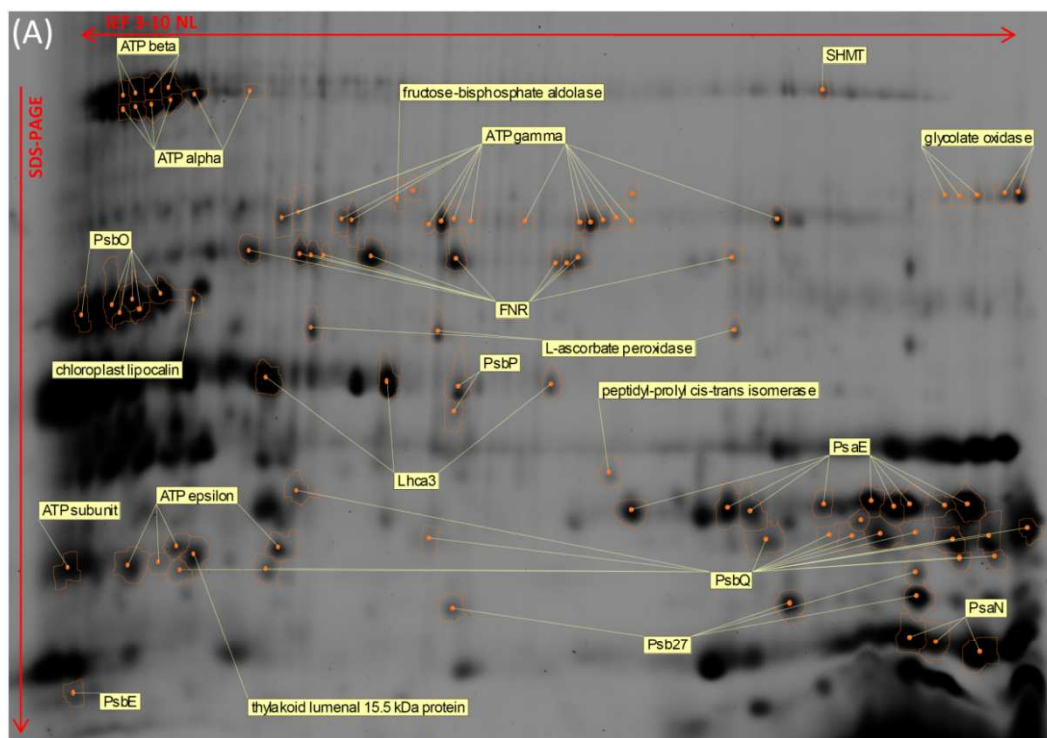 (A)
IEF 3-10 NL
SDS-PAGE
ATP beta
SHMT
fructose-bisphosphate aldolase
ATP gamma
glycolate oxidase
ATP alpha
PsbO
FNR
L-ascorbate peroxidase
chloroplast lipocalin
PsbP
peptidyl-prolyl cis-trans isomerase
Lhca3
PsaE
ATP epsilon
ATP subunit
PsbQ
PsaN
Psb27
PsbE
thylakoid lumenal 15.5 kDa protein